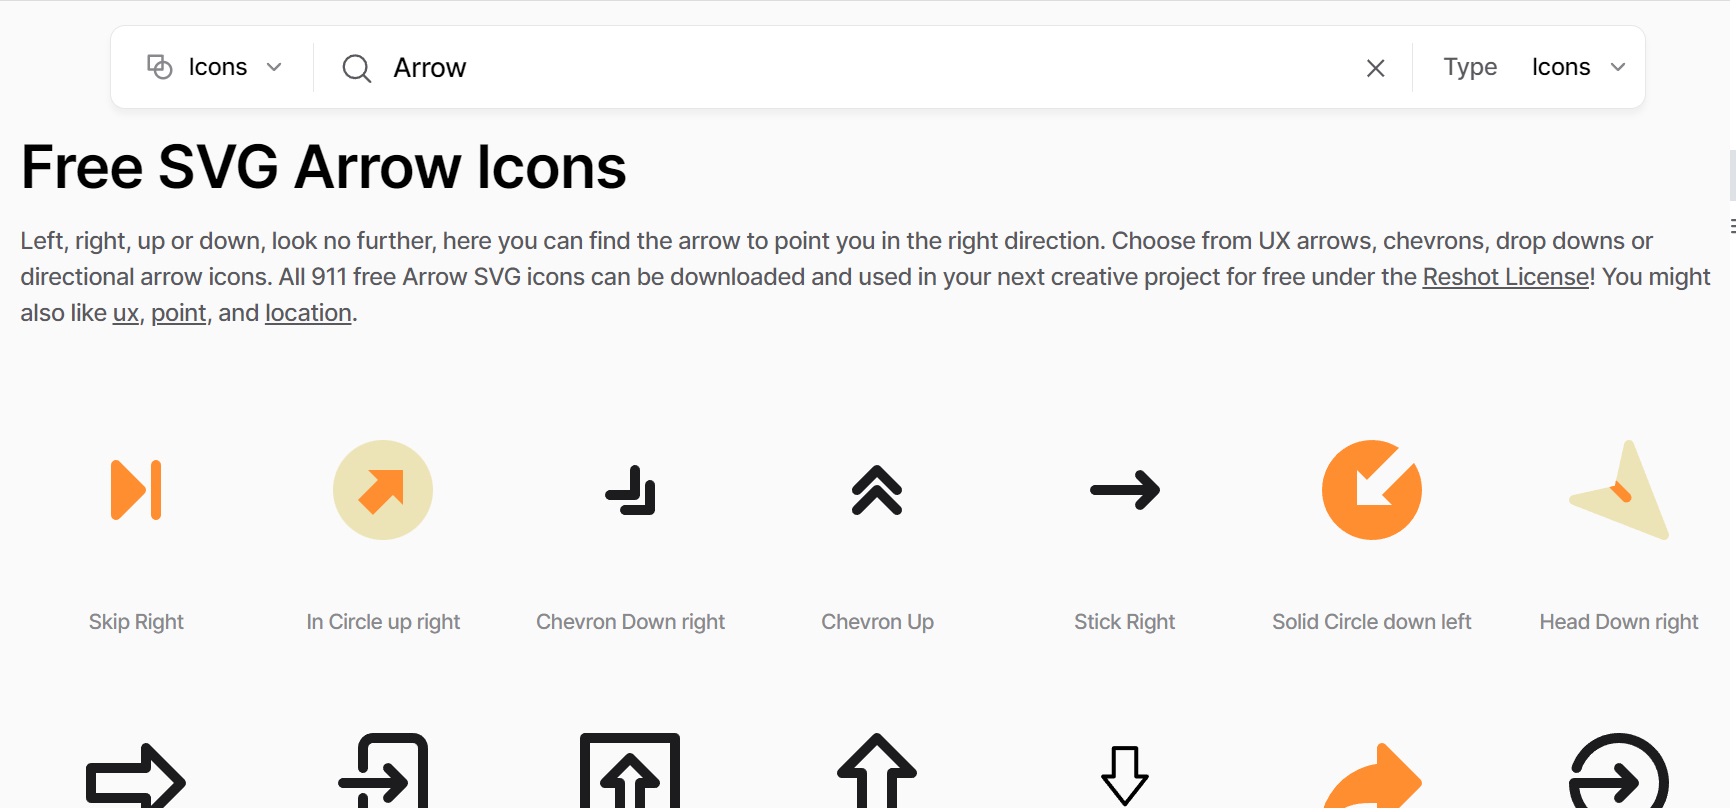 Icons Arrow Type Icons
Free SVG Arrow Icons
Left, right, up or down, look no further, here you can find the arrow to point you in the right direction. Choose from UX arrows, chevrons, drop downs or
directional arrow icons. All 911 free Arrow SVG icons can be downloaded and used in your next creative project for free under the Reshot License! You might
also like ux, point, and location.
Skip Right In Circle up right Chevron Down right Chevron Up Stick Right Solid Circle down left Head Down right